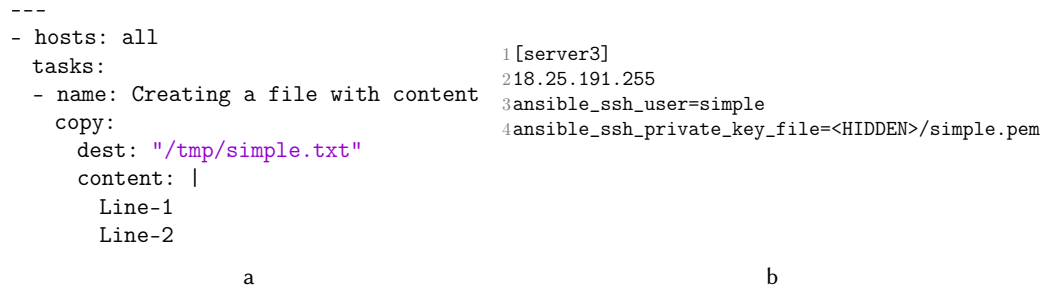 ---
- hosts: all
  tasks:
  - name: Creating a file with content
    copy:
      dest: "/tmp/simple.txt"
      content: |
        Line-1
        Line-2
a
1 [server3]
2 18.25.191.255
3 ansible_ssh_user=simple
4 ansible_ssh_private_key_file=<HIDDEN>/simple.pem
b